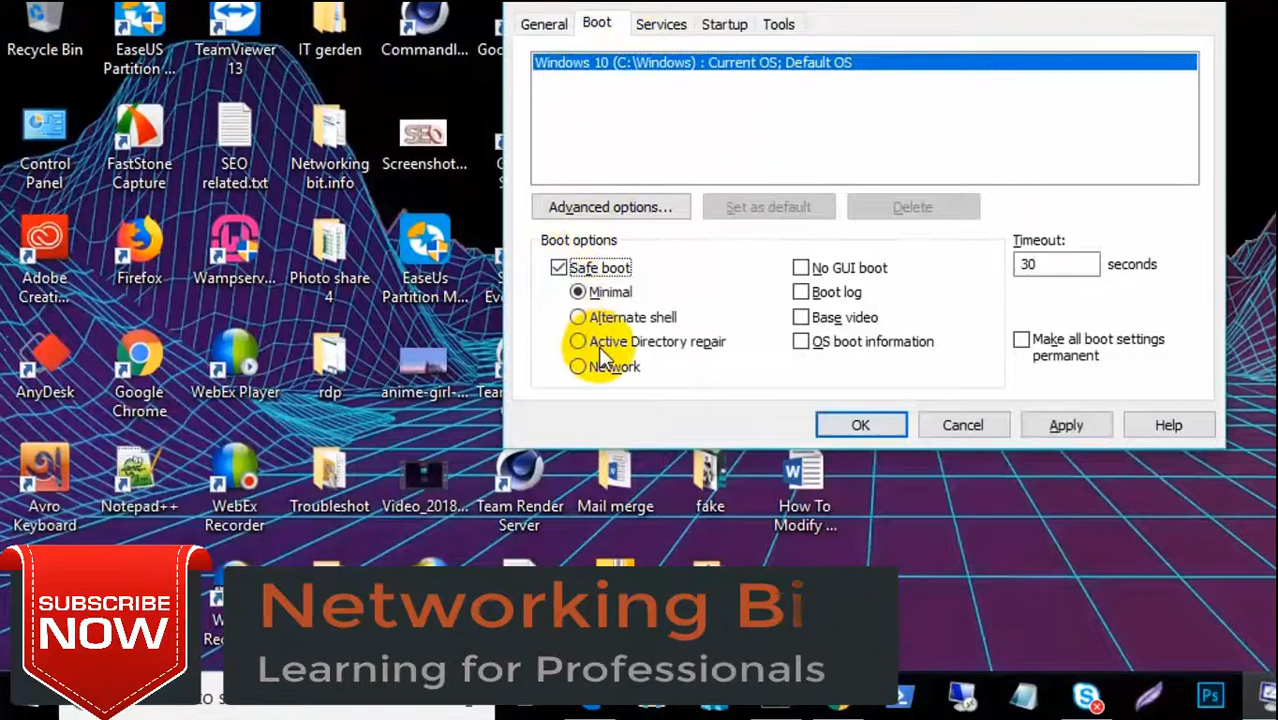 General Boot Services Startup Tools
Windows 10 (C:\Windows) : Current OS; Default OS
Advanced options... Set as default Delete
Boot options
Timeout:
Safe boot No GUI boot 30 seconds
Minimal Boot log
Alternate shell Base video
Active Directory repair OS boot information Make all boot settings
permanent
Network
OK Cancel Apply Help
Recycle Bin
EaseUS
Partition ...
TeamViewer
13
IT gerden
Control
Panel
FastStone
Capture
SEO
related.txt
Networking
bit.info
SEO
Screenshot...
Adobe
Creati...
Firefox
Wampserv...
Photo share
4
EaseUs
Partition M...
AnyDesk
Google
Chrome
WebEx Player
rdp
anime-girl-...
Avro
Keyboard
Notepad++
WebEx
Recorder
Troubleshot
Video_2018...
Team Render
Server
Mail merge
fake
How To
Modify ...
SUBSCRIBE
NOW
Networking Bi
Learning for Professionals
Ps